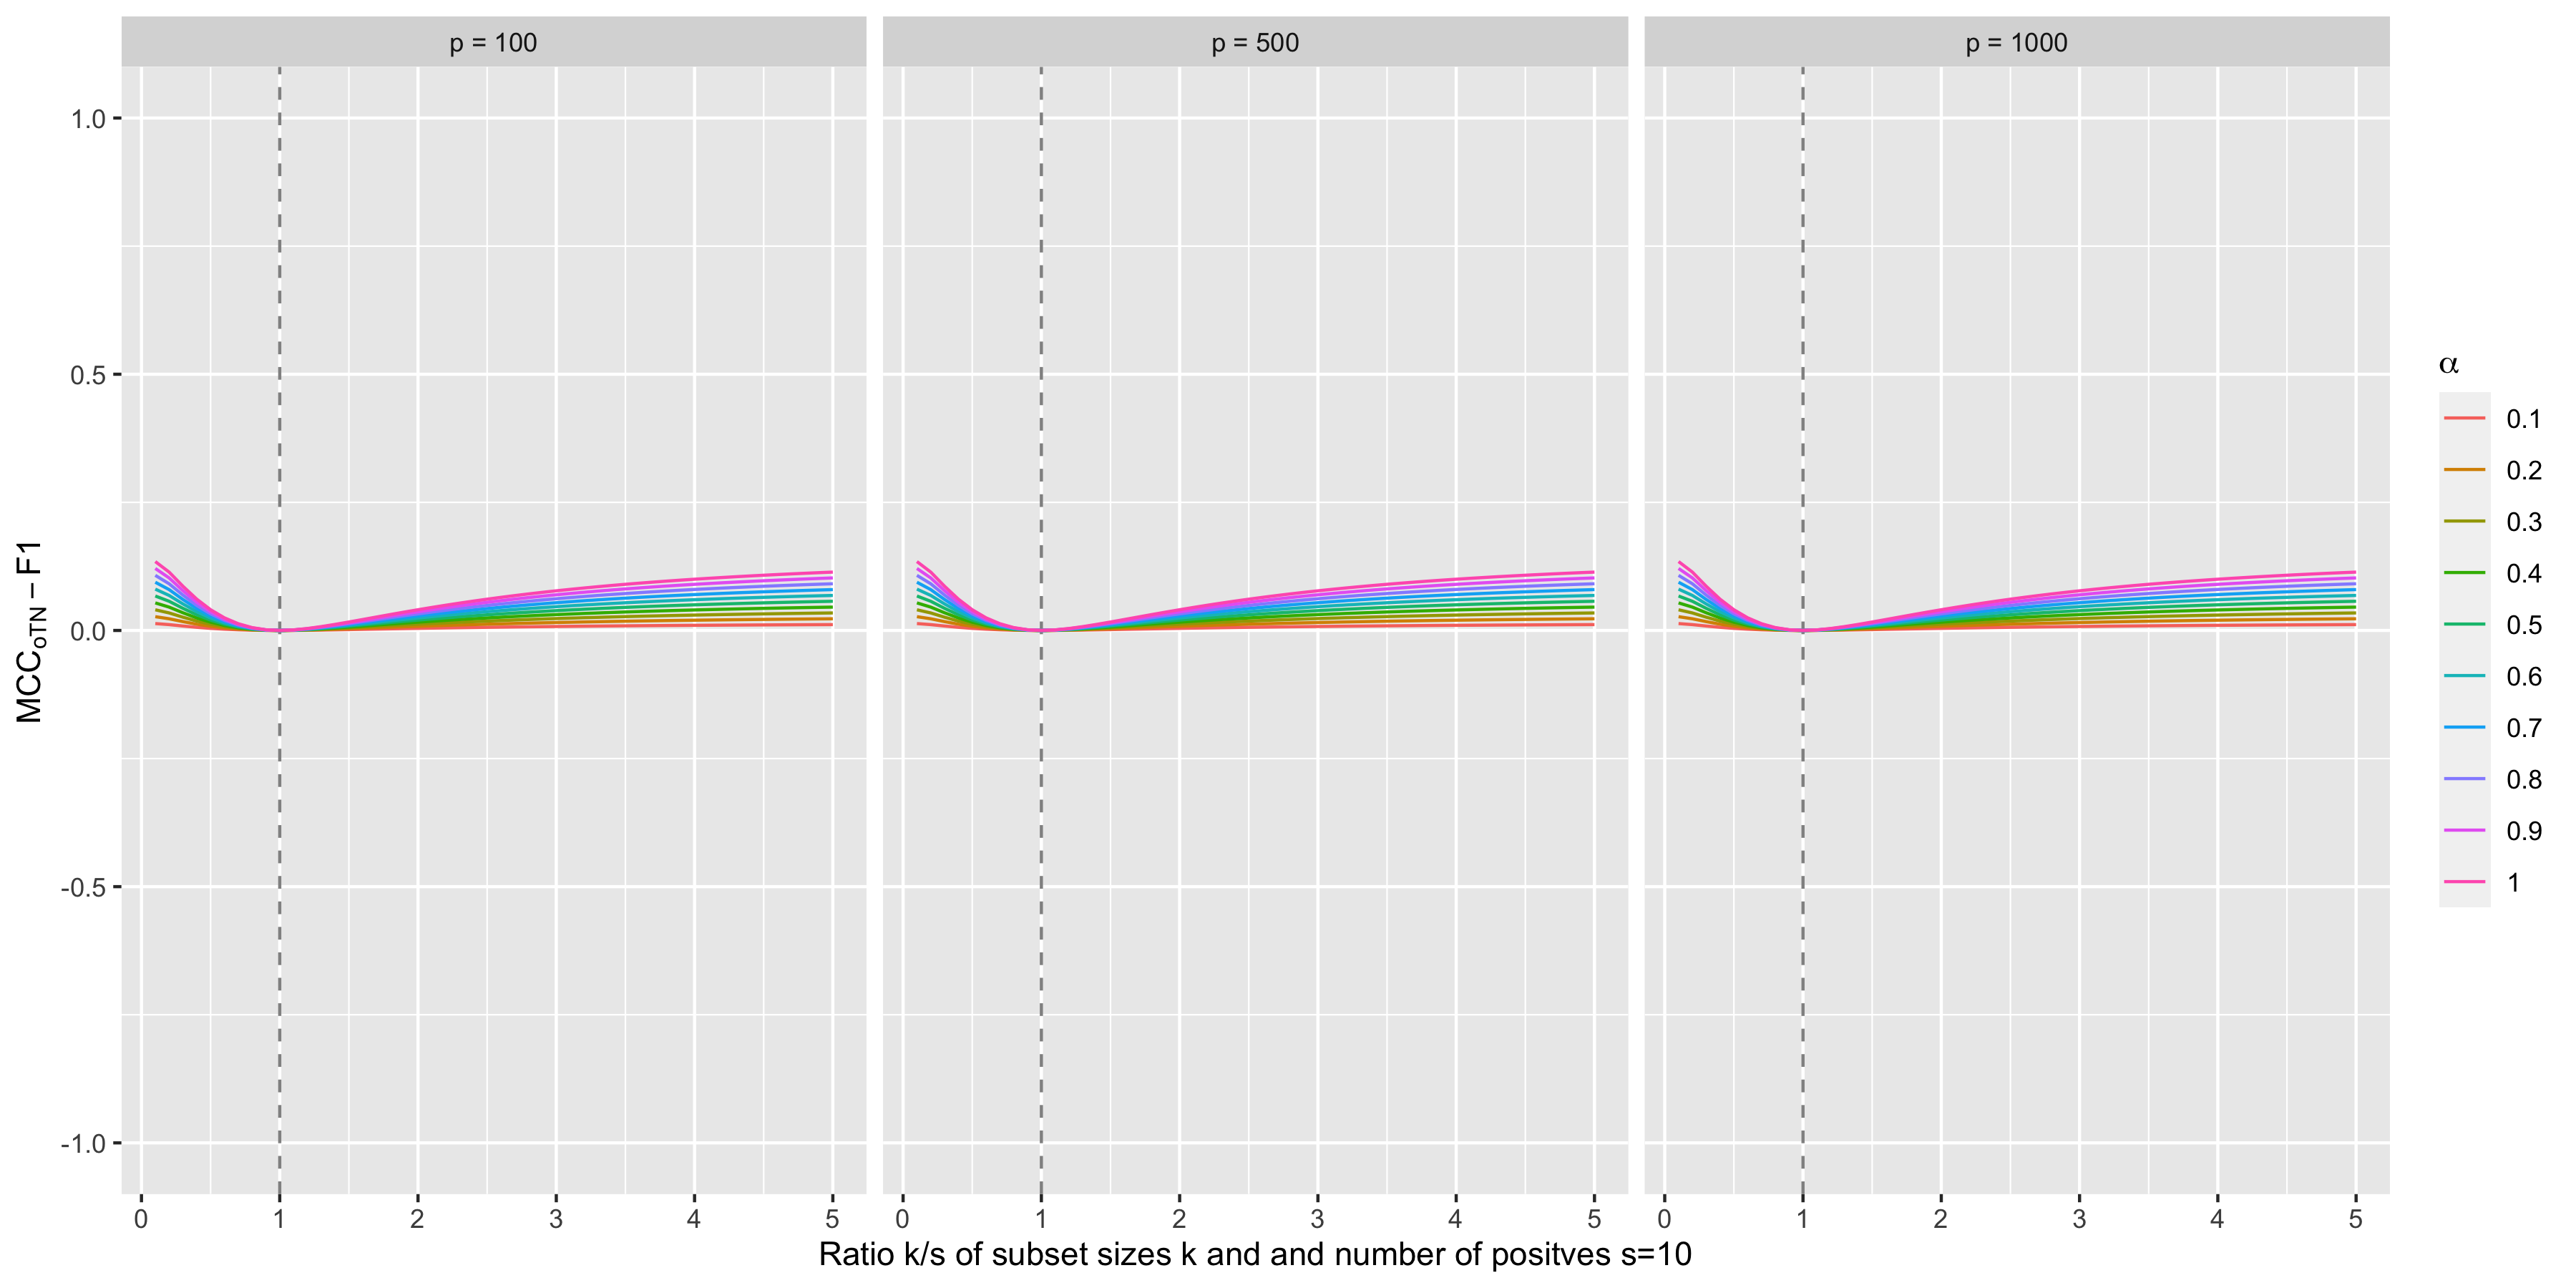 p = 100
p = 500
p = 1000
1.0
0.5
0.0
-0.5
-1.0
MCCoTN – F1
0 1 2 3 4 5
0 1 2 3 4 5
0 1 2 3 4 5
Ratio k/s of subset sizes k and and number of positves s=10
α
0.1
0.2
0.3
0.4
0.5
0.6
0.7
0.8
0.9
1